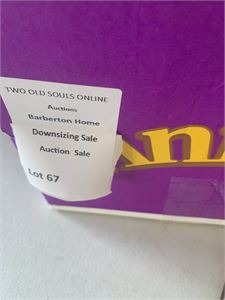 TWO OLD SOULS ONLINE
Auctions
Barberton Home
Downsizing Sale
Auction Sale
Lot 67